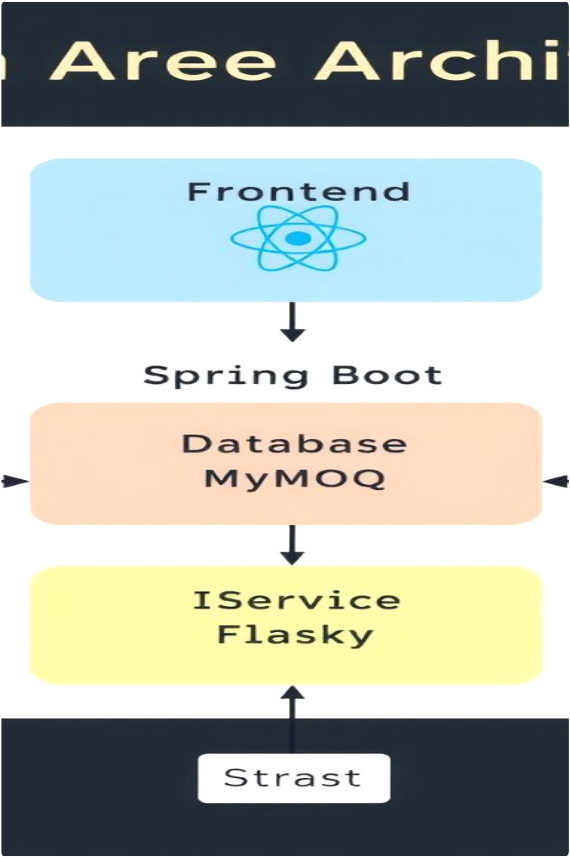 Aree Archi
Frontend
Spring Boot
Database
MyMOQ
IService
Flasky
Strast